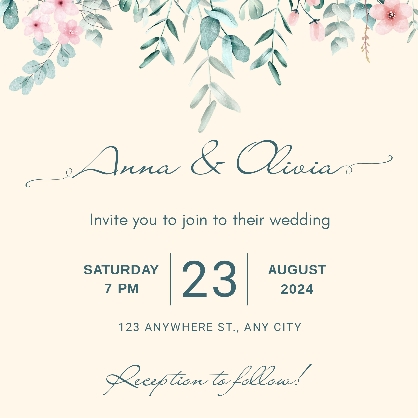 Anna & Olivia
Invite you to join to their wedding
SATURDAY
7 PM
23
AUGUST
2024
123 ANYWHERE ST., ANY CITY
Reception to follow!